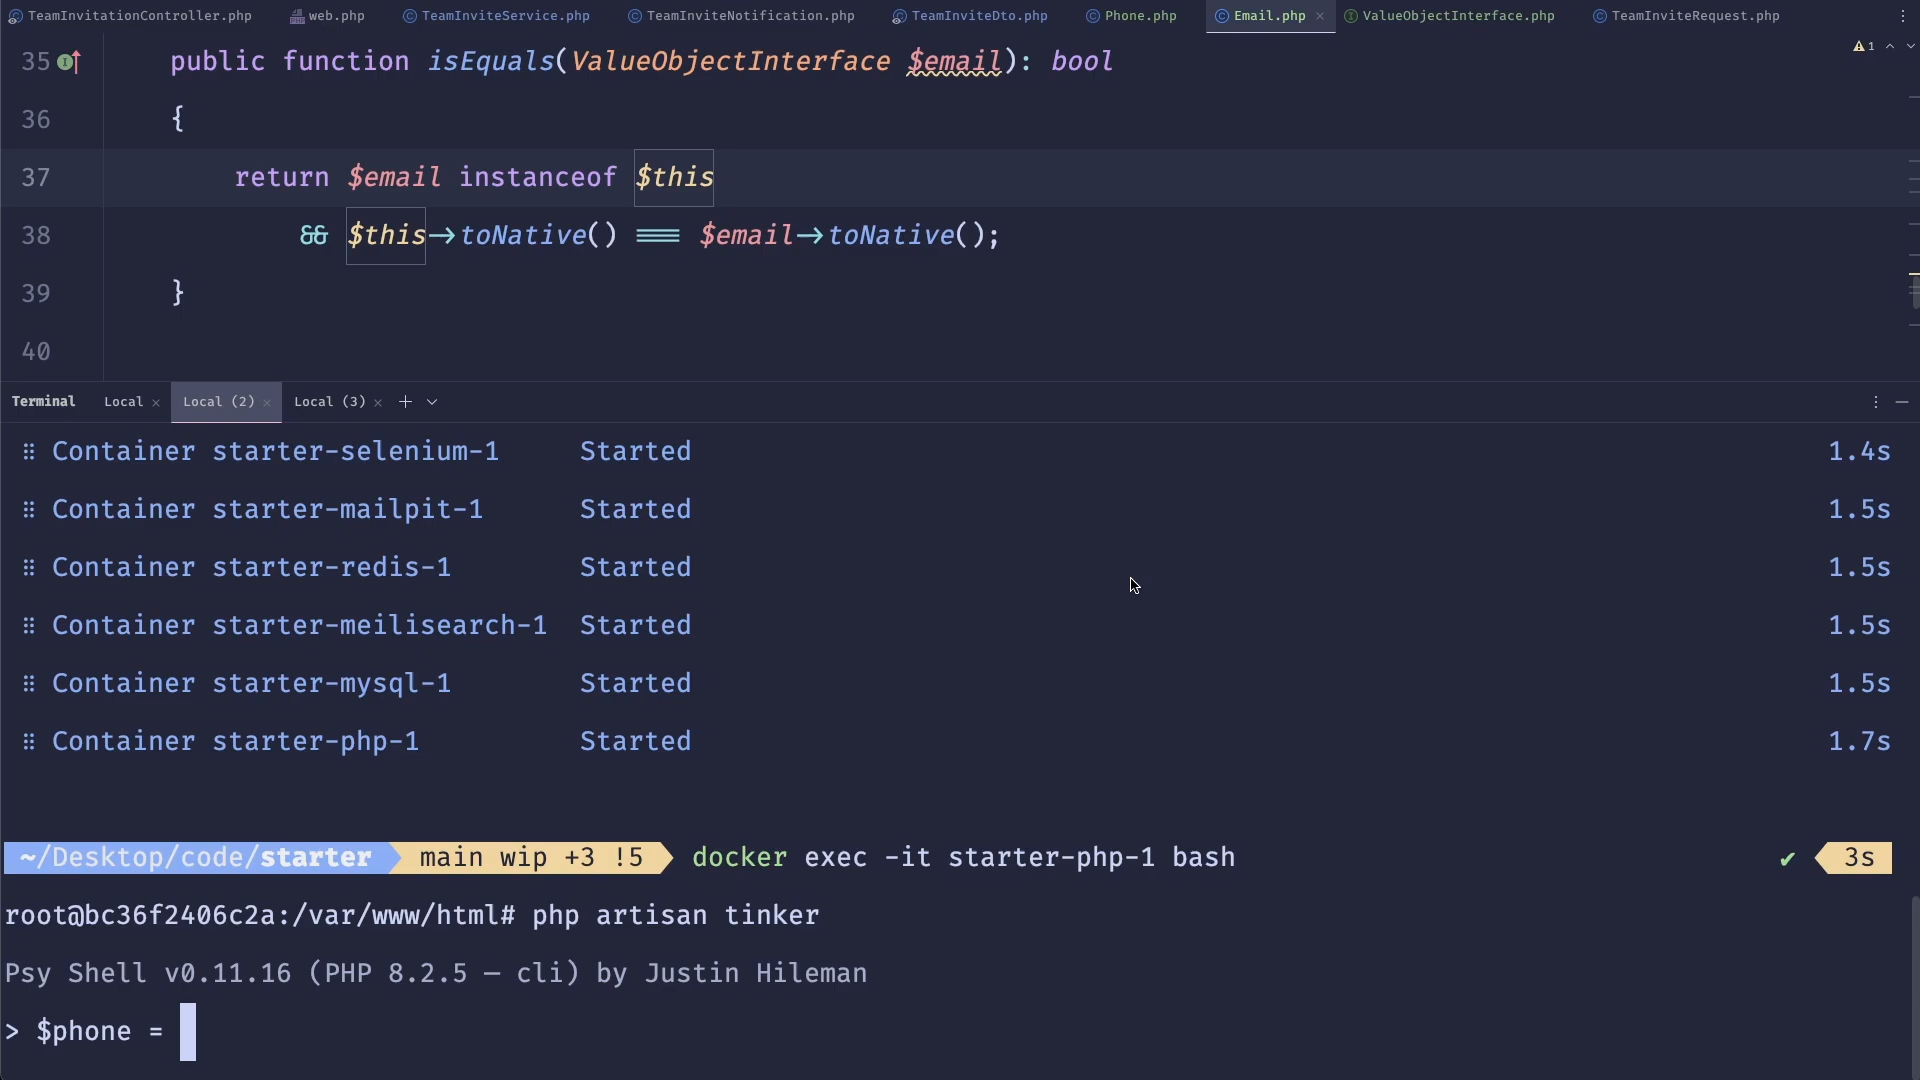 TeamInvitationController.php web.php TeamInviteService.php TeamInviteNotification.php TeamInviteDto.php Phone.php Email.php ValueObjectInterface.php TeamInviteRequest.php
1
35 public function isEquals(ValueObjectInterface $email): bool
36 {
37 return $email instanceof $this
38 && $this->toNative() === $email->toNative();
39 }
40
Terminal Local Local (2) Local (3)
Container starter-selenium-1 Started 1.4s
Container starter-mailpit-1 Started 1.5s
Container starter-redis-1 Started 1.5s
Container starter-meilisearch-1 Started 1.5s
Container starter-mysql-1 Started 1.5s
Container starter-php-1 Started 1.7s
~/Desktop/code/starter main wip +3 !5 docker exec -it starter-php-1 bash ✔ 3s
root@bc36f2406c2a:/var/www/html# php artisan tinker
Psy Shell v0.11.16 (PHP 8.2.5 — cli) by Justin Hileman
> $phone =